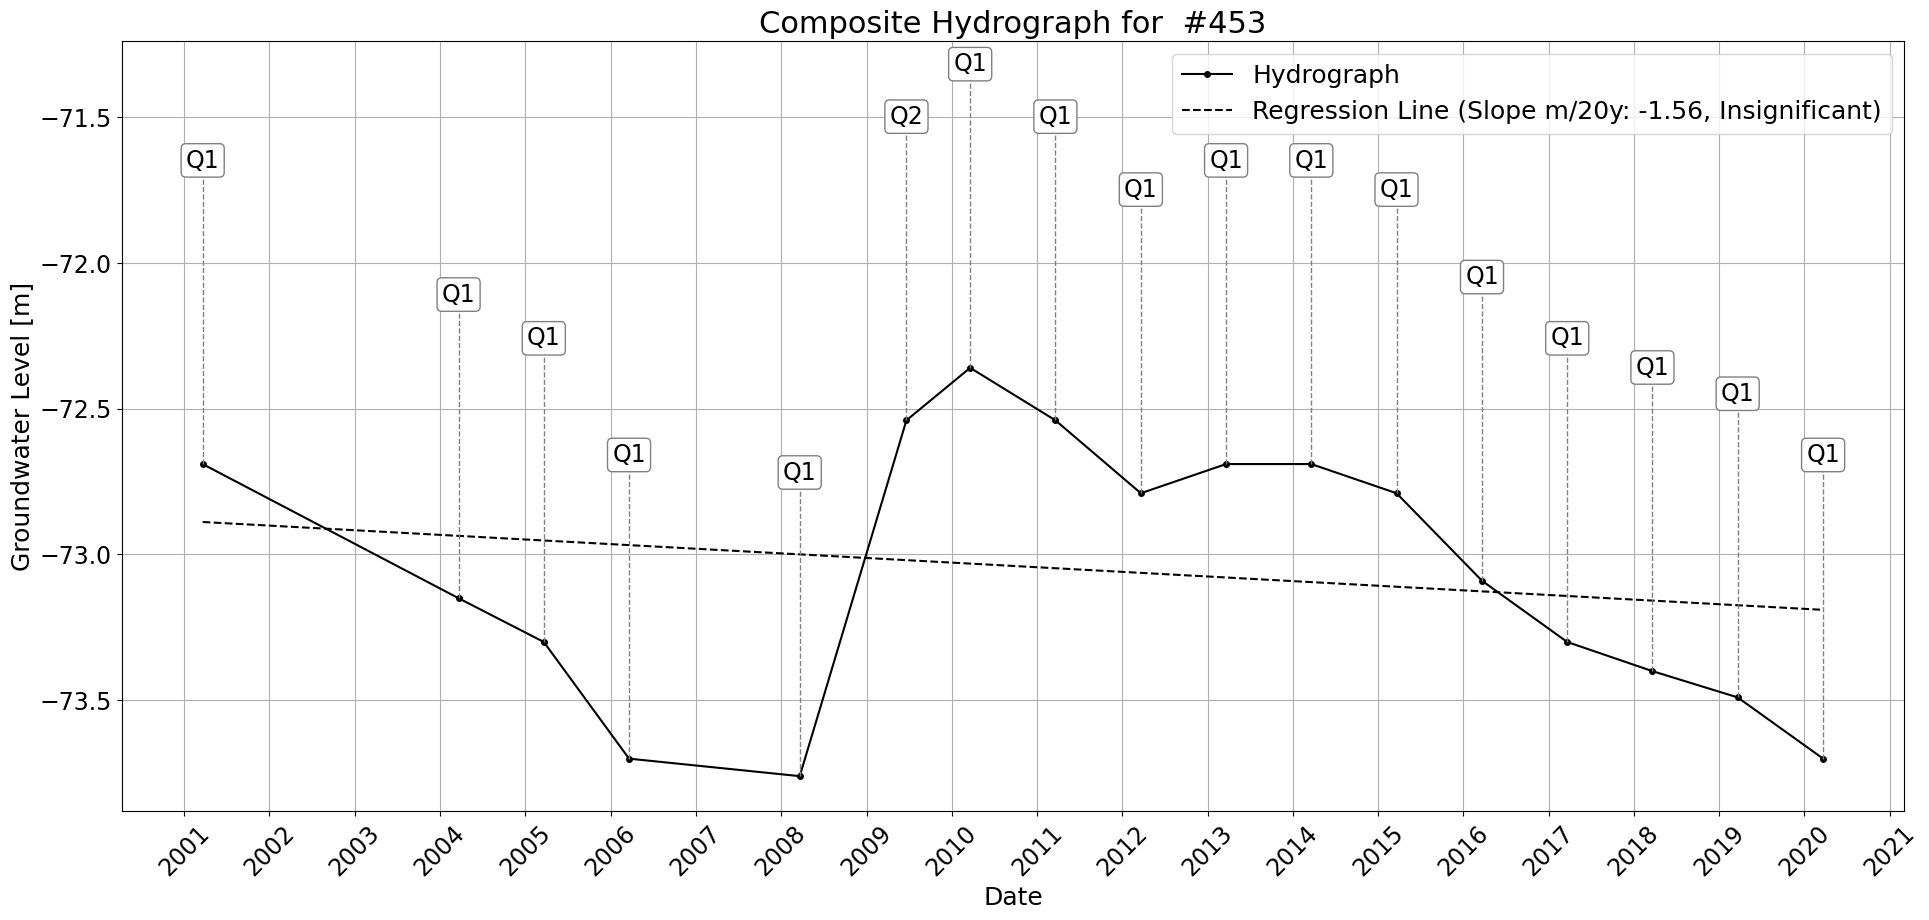 Composite Hydrograph for  #453
Hydrograph
Regression Line (Slope m/20y: -1.56, Insignificant)
Groundwater Level [m]
−71.5
−72.0
−72.5
−73.0
−73.5
Q1
Q1
Q1
Q1
Q1
Q2
Q1
Q1
Q1
Q1
Q1
Q1
Q1
Q1
Q1
Q1
Q1
2001
2002
2003
2004
2005
2006
2007
2008
2009
2010
2011
2012
2013
2014
2015
2016
2017
2018
2019
2020
2021
Date